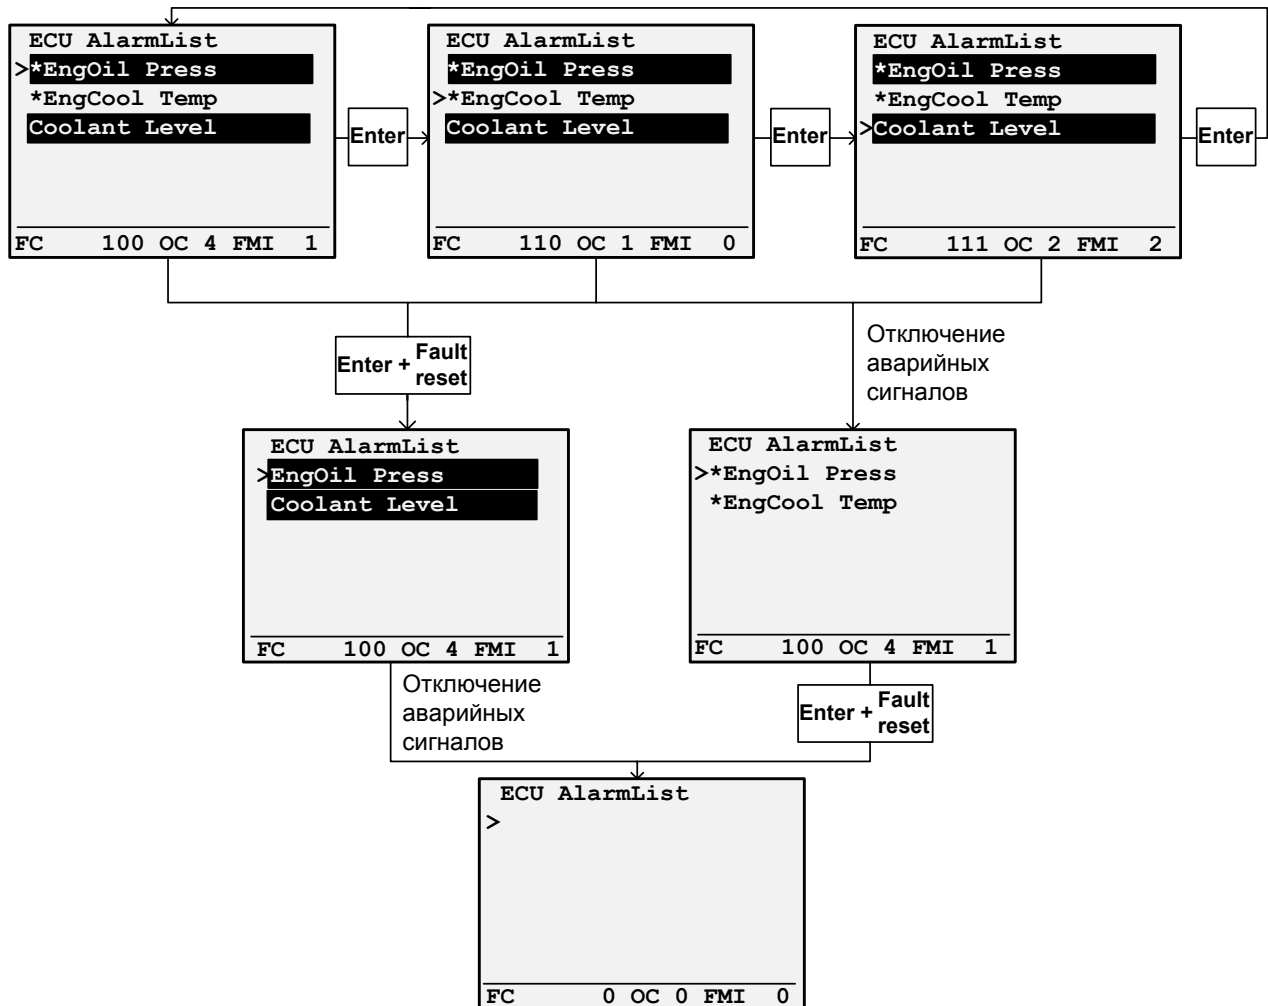 ECU AlarmList
>*EngOil Press
*EngCool Temp
Coolant Level
FC 100 OC 4 FMI 1
Enter
ECU AlarmList
*EngOil Press
>*EngCool Temp
Coolant Level
FC 110 OC 1 FMI 0
Enter
ECU AlarmList
*EngOil Press
*EngCool Temp
>Coolant Level
FC 111 OC 2 FMI 2
Enter
Enter + Fault
reset
Отключение
аварийных
сигналов
ECU AlarmList
>EngOil Press
Coolant Level
FC 100 OC 4 FMI 1
ECU AlarmList
>*EngOil Press
*EngCool Temp
FC 100 OC 4 FMI 1
Отключение
аварийных
сигналов
Enter + Fault
reset
ECU AlarmList
>
FC 0 OC 0 FMI 0